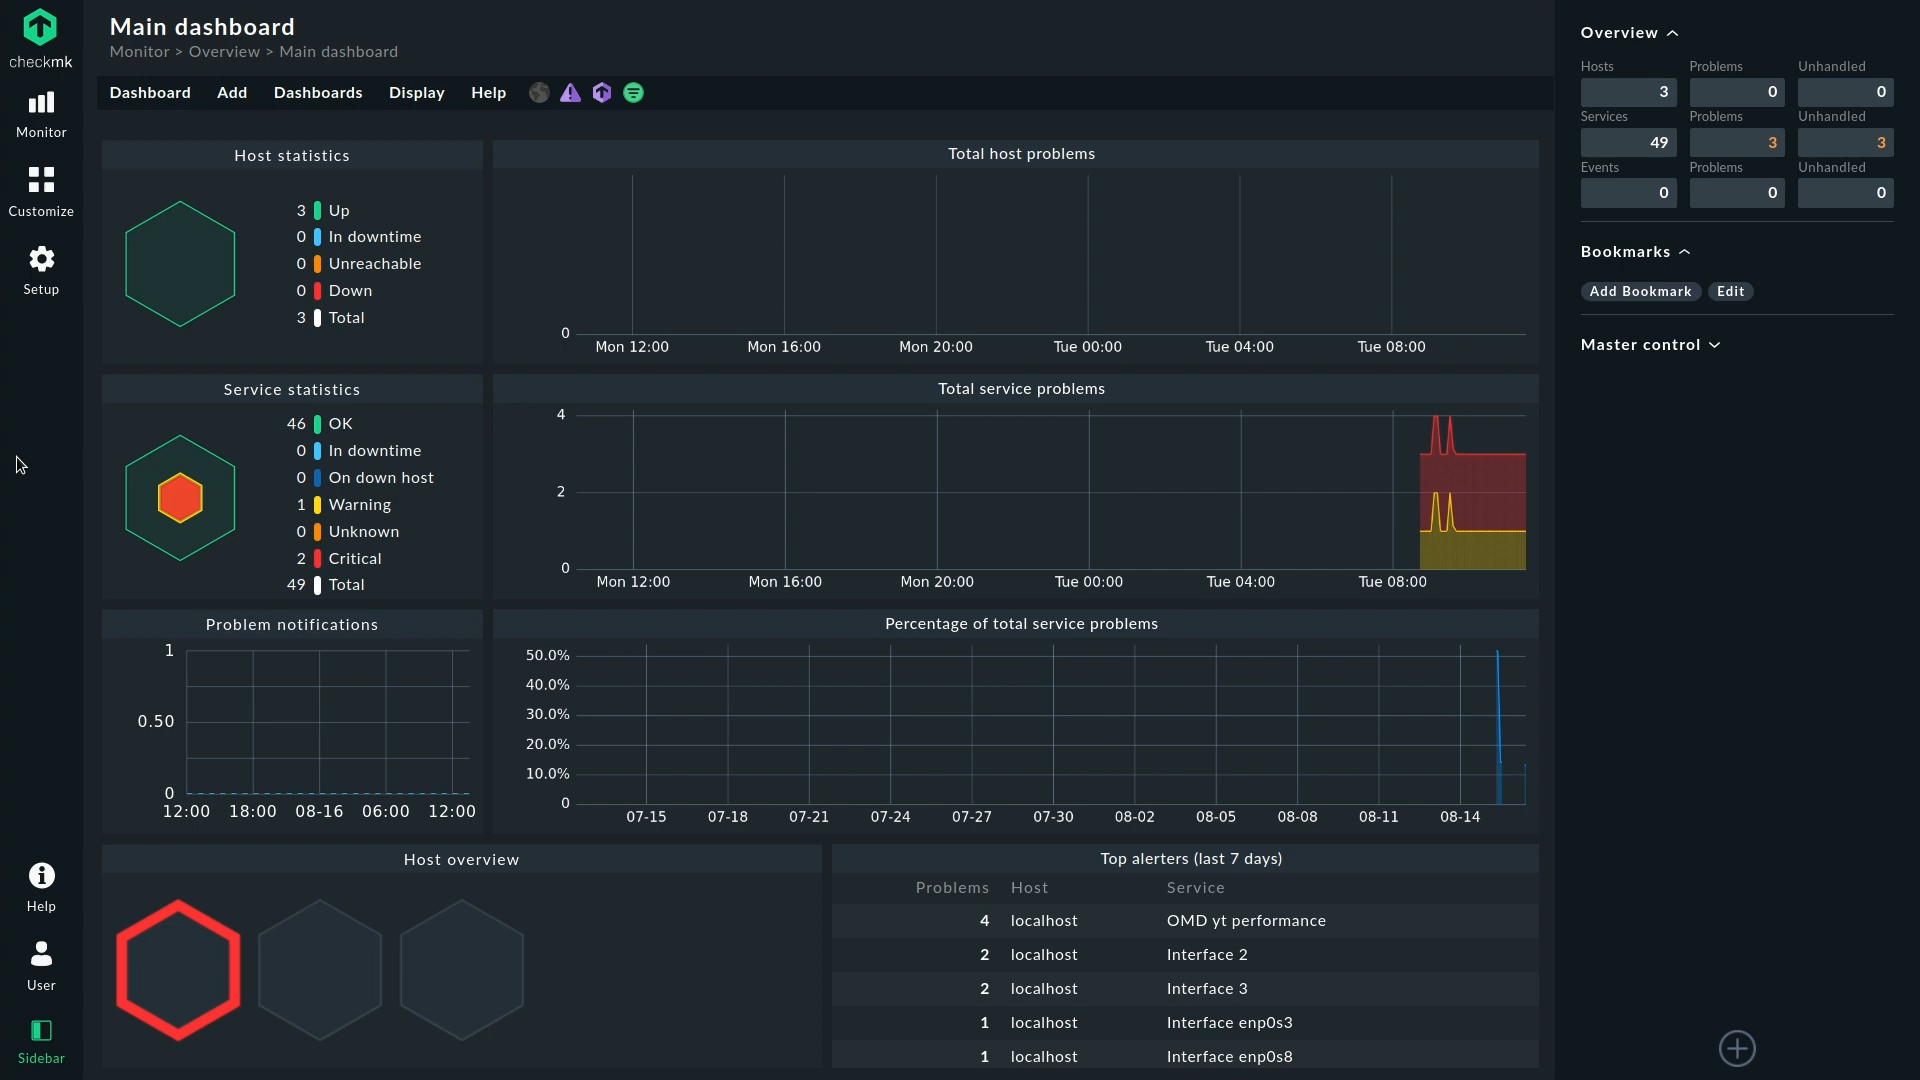 checkmk
Monitor
Customize
Setup
Help
User
Sidebar
Main dashboard
Monitor > Overview > Main dashboard
Dashboard Add Dashboards Display Help
Host statistics
3 Up
0 In downtime
0 Unreachable
0 Down
3 Total
Total host problems
0
Mon 12:00 Mon 16:00 Mon 20:00 Tue 00:00 Tue 04:00 Tue 08:00
Service statistics
46 OK
0 In downtime
0 On down host
1 Warning
0 Unknown
2 Critical
49 Total
Total service problems
4
2
0
Mon 12:00 Mon 16:00 Mon 20:00 Tue 00:00 Tue 04:00 Tue 08:00
Problem notifications
1
0.50
0
12:00 18:00 08-16 06:00 12:00
Percentage of total service problems
50.0%
40.0%
30.0%
20.0%
10.0%
0
07-15 07-18 07-21 07-24 07-27 07-30 08-02 08-05 08-08 08-11 08-14
Host overview
Top alerters (last 7 days)
Problems Host Service
4 localhost OMD yt performance
2 localhost Interface 2
2 localhost Interface 3
1 localhost Interface enp0s3
1 localhost Interface enp0s8
Overview
Hosts Problems Unhandled
3 0 0
Services Problems Unhandled
49 3 3
Events Problems Unhandled
0 0 0
Bookmarks
Add Bookmark Edit
Master control